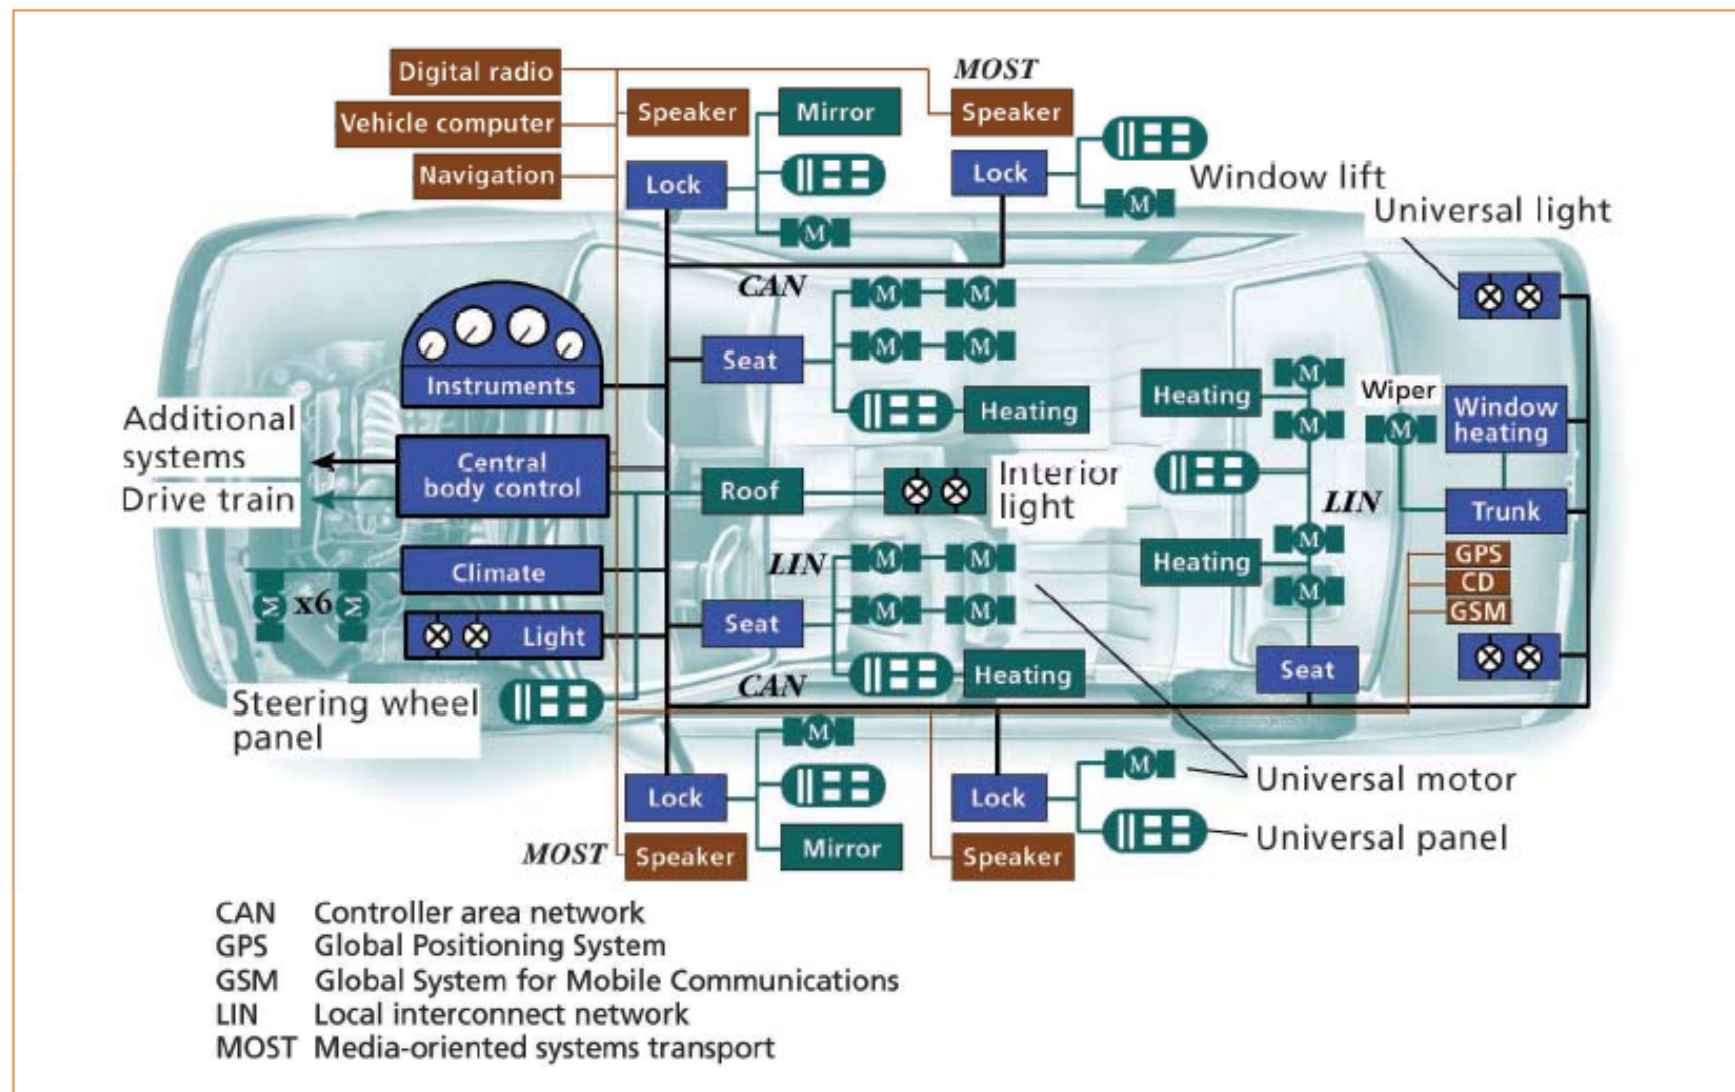 Digital radio
MOST
Vehicle computer
Speaker
Mirror
Speaker
Navigation
Lock
Lock
Window lift
M
M
Universal light
CAN
M
M
Instruments
Seat
M
M
Heating
Heating
M
Wiper
Additional
systems
Drive train
Central
body control
M
M
Window
heating
Roof
Interior
light
LIN
Trunk
LIN
M
M
Heating
M
GPS
Climate
CD
M
x6
M
Seat
M
M
M
GSM
Light
CAN
Heating
Seat
Steering wheel
panel
M
Lock
Lock
M
Universal motor
MOST
Speaker
Mirror
Speaker
Universal panel
CAN Controller area network
GPS Global Positioning System
GSM Global System for Mobile Communications
LIN Local interconnect network
MOST Media-oriented systems transport